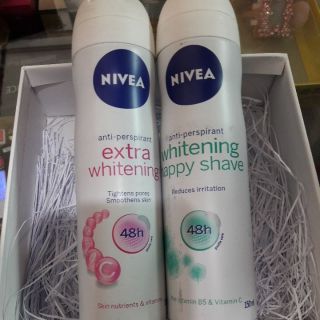 NIVEA
anti-perspirant
extra
whitening
Tightens pores
Smoothens skin
48h
Skin nutrients &
NIVEA
anti-perspirant
whitening
happy shave
Reduces irritation
48h
Vitamin B5 & Vitamin C